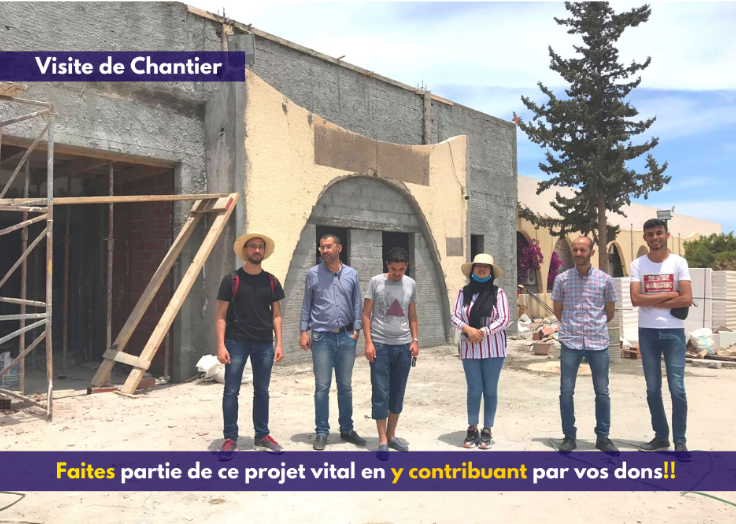 Visite de Chantier
Faites partie de ce projet vital en y contribuant par vos dons!!